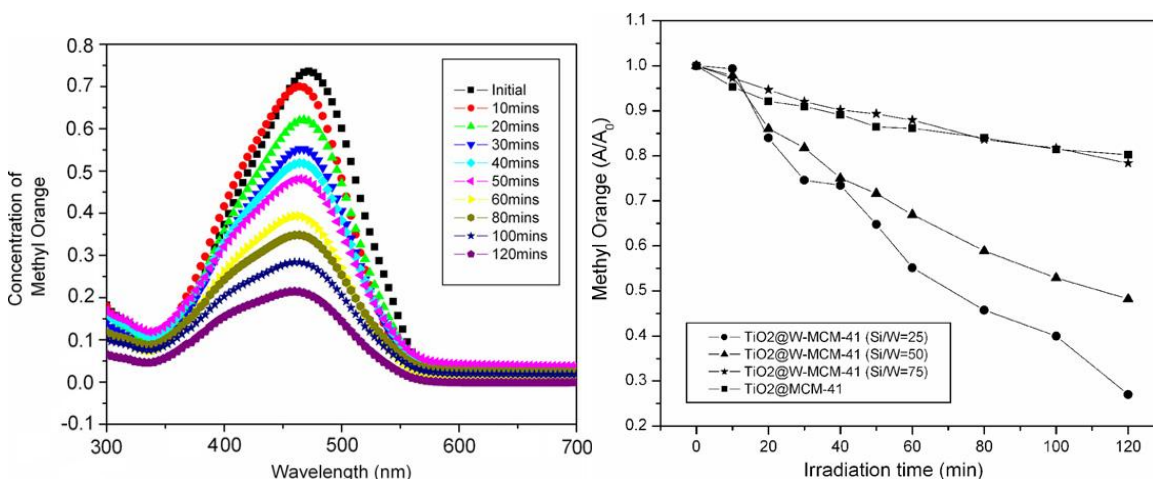 Concentration of
Methyl Orange
0.8
0.7
0.6
0.5
0.4
0.3
0.2
0.1
0.0
-0.1
Initial
10mins
20mins
30mins
40mins
50mins
60mins
80mins
100mins
120mins
300 400 500 600 700
Wavelength (nm)
Methyl Orange (A/A₀)
1.1
1.0
0.9
0.8
0.7
0.6
0.5
0.4
0.3
0.2
TiO2@W-MCM-41 (Si/W=25)
TiO2@W-MCM-41 (Si/W=50)
TiO2@W-MCM-41 (Si/W=75)
TiO2@MCM-41
0 20 40 60 80 100 120
Irradiation time (min)